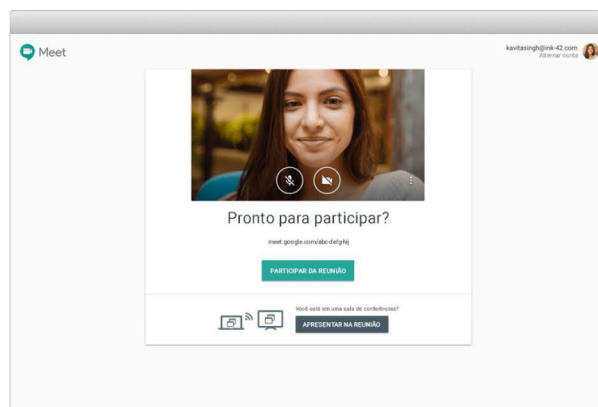 Meet
kavitasingh@ink-42.com
Alternar conta
Pronto para participar?
meet.google.com/abc-defg-hij
PARTICIPAR DA REUNIÃO
Você está em uma sala de conferências?
APRESENTAR NA REUNIÃO